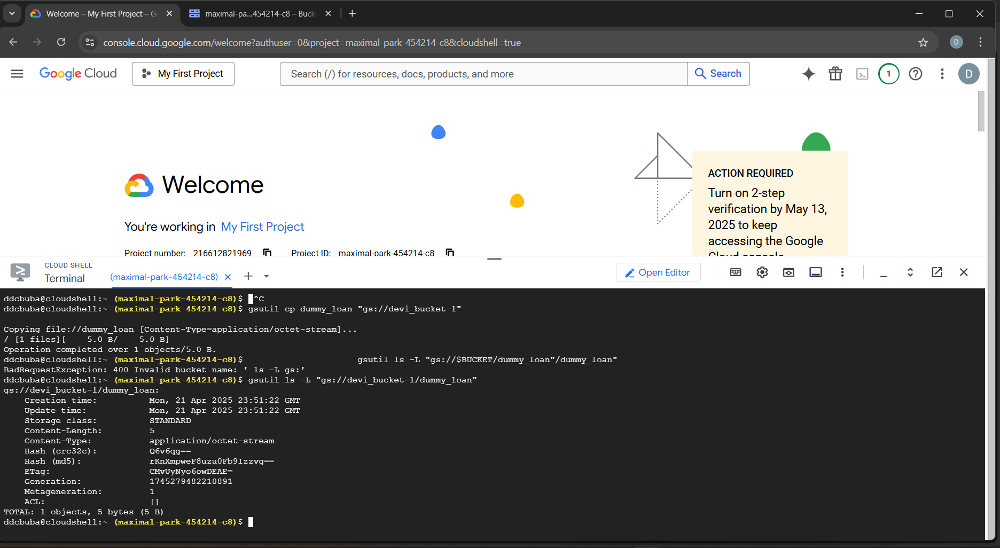 Welcome – My First Project – G
maximal-pa...454214-c8 – Buck
console.cloud.google.com/welcome?authuser=0&project=maximal-park-454214-c8&cloudshell=true
D
Google Cloud
My First Project
Search (/) for resources, docs, products, and more
Search
1
D
ACTION REQUIRED
Turn on 2-step
verification by May 13,
2025 to keep
accessing the Google
Cloud console
Welcome
You're working in My First Project
Project number: 216612821969 Project ID: maximal-park-454214-c8
CLOUD SHELL
Terminal
(maximal-park-454214-c8)
Open Editor
ddcbuba@cloudshell:~ (maximal-park-454214-c8)$ ^C
ddcbuba@cloudshell:~ (maximal-park-454214-c8)$ gsutil cp dummy_loan "gs://devi_bucket-1"
Copying file://dummy_loan [Content-Type=application/octet-stream]...
/ [1 files][    5.0 B/    5.0 B]
Operation completed over 1 objects/5.0 B.
ddcbuba@cloudshell:~ (maximal-park-454214-c8)$                      gsutil ls -L "gs://$BUCKET/dummy_loan"/dummy_loan"
BadRequestException: 400 Invalid bucket name: ' ls -L gs:'
ddcbuba@cloudshell:~ (maximal-park-454214-c8)$ gsutil ls -L "gs://devi_bucket-1/dummy_loan"
gs://devi_bucket-1/dummy_loan:
    Creation time:          Mon, 21 Apr 2025 23:51:22 GMT
    Update time:            Mon, 21 Apr 2025 23:51:22 GMT
    Storage class:          STANDARD
    Content-Length:         5
    Content-Type:           application/octet-stream
    Hash (crc32c):          Q6v6qg==
    Hash (md5):             rKnXmpweF8uzu0Fb9Izzvg==
    ETag:                   CMvUyNyo6owDEAE=
    Generation:             1745279482210891
    Metageneration:         1
    ACL:                    []
TOTAL: 1 objects, 5 bytes (5 B)
ddcbuba@cloudshell:~ (maximal-park-454214-c8)$